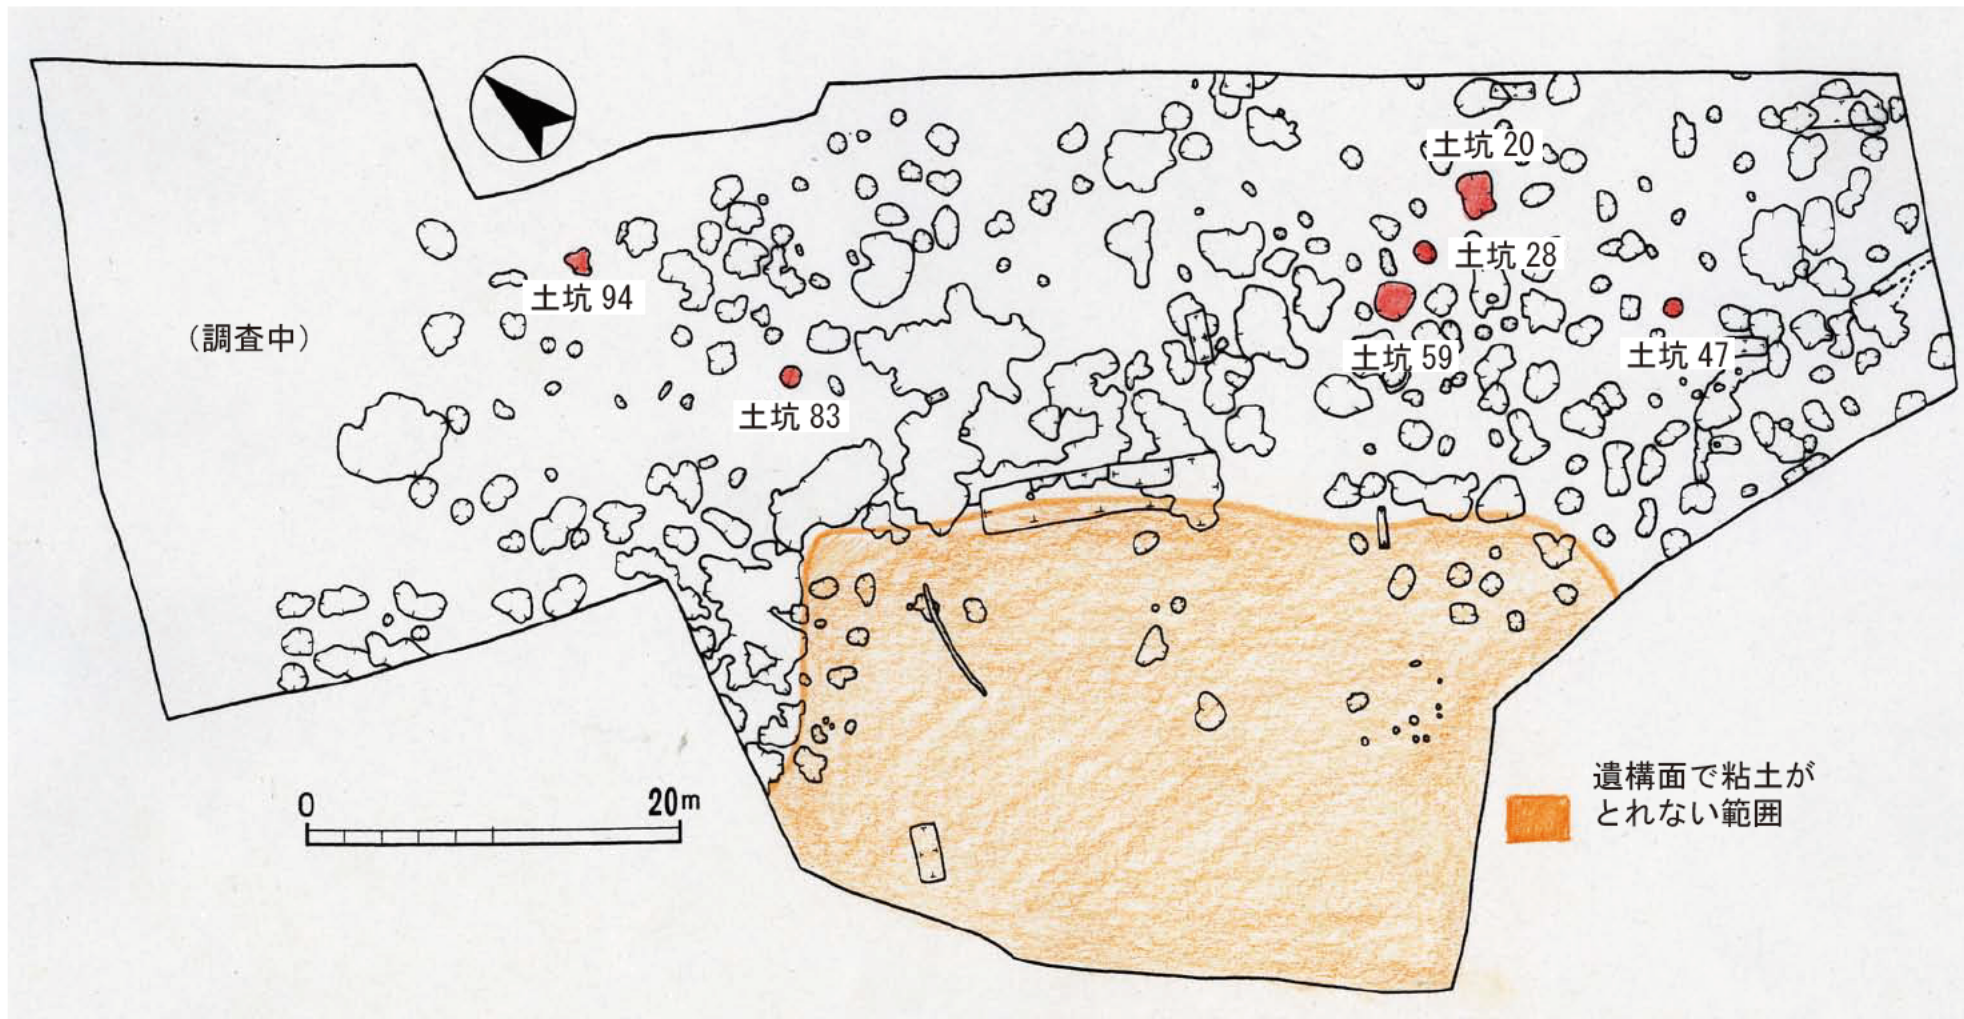 土坑 20
土坑 28
土坑 94
(調査中)
土坑 59
土坑 47
土坑 83
0 20m
遺構面で粘土が
とれない範囲